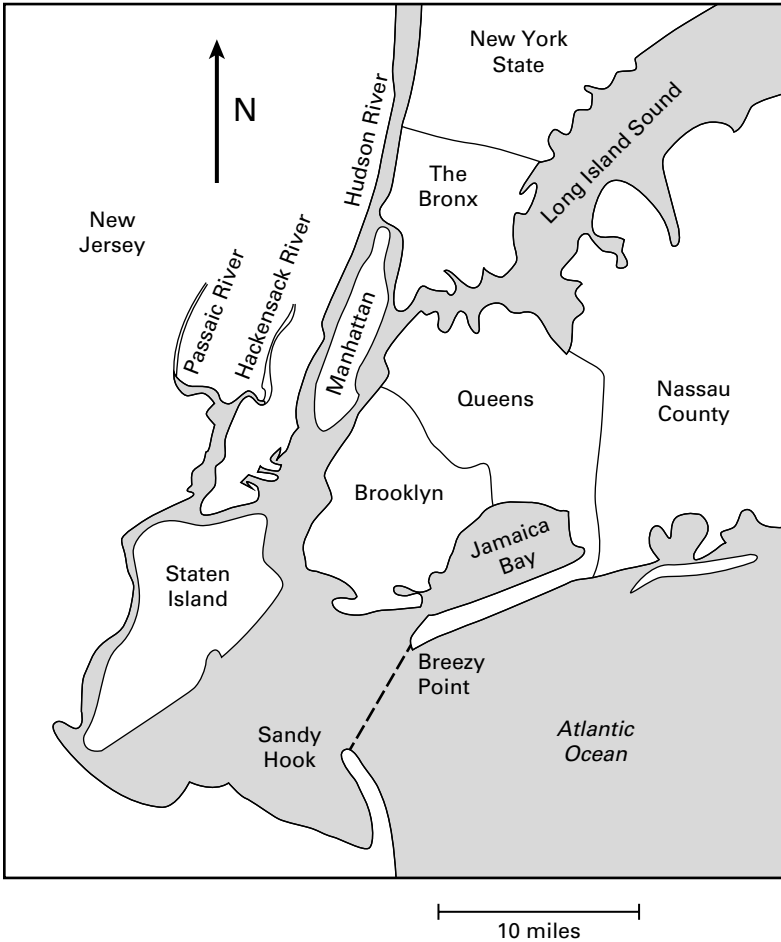 New York
State
N
Hudson River
Long Island Sound
The
Bronx
New
Jersey
Passaic River
Hackensack River
Manhattan
Queens
Nassau
County
Brooklyn
Jamaica
Bay
Staten
Island
Breezy
Point
Sandy
Hook
Atlantic
Ocean
10 miles